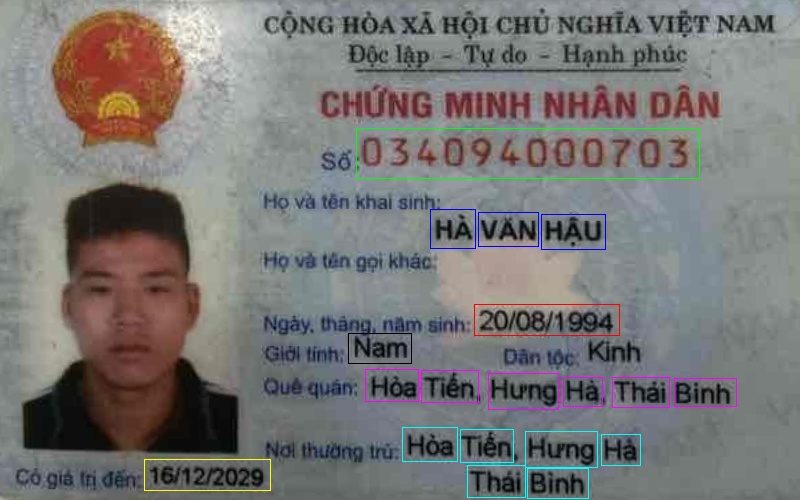 CỘNG HÒA XÃ HỘI CHỦ NGHĨA VIỆT NAM
Độc lập - Tự do - Hạnh phúc
CHỨNG MINH NHÂN DÂN
Số: 034094000703
Họ và tên khai sinh:
HÀ VĂN HẬU
Họ và tên gọi khác:
Ngày, tháng, năm sinh: 20/08/1994
Giới tính: Nam Dân tộc: Kinh
Quê quán: Hòa Tiến, Hưng Hà, Thái Bình
Nơi thường trú: Hòa Tiến, Hưng Hà
Thái Bình
Có giá trị đến: 16/12/2029